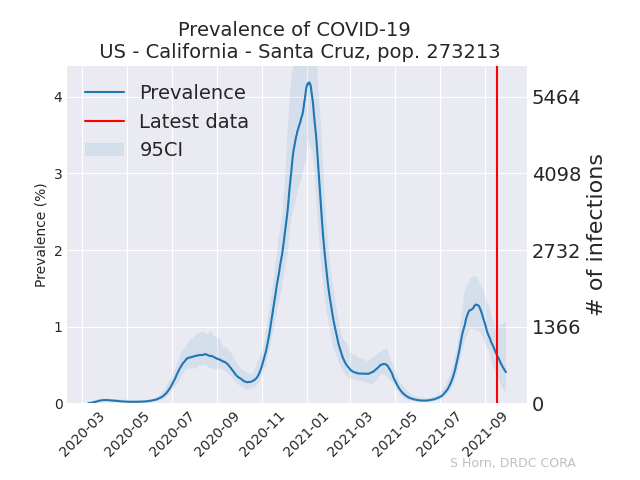 Prevalence of COVID-19
US - California - Santa Cruz, pop. 273213
Prevalence
Latest data
95CI
Prevalence (%)
4
3
2
1
0
5464
4098
2732
1366
0
# of infections
2020-03
2020-05
2020-07
2020-09
2020-11
2021-01
2021-03
2021-05
2021-07
2021-09
S Horn, DRDC CORA